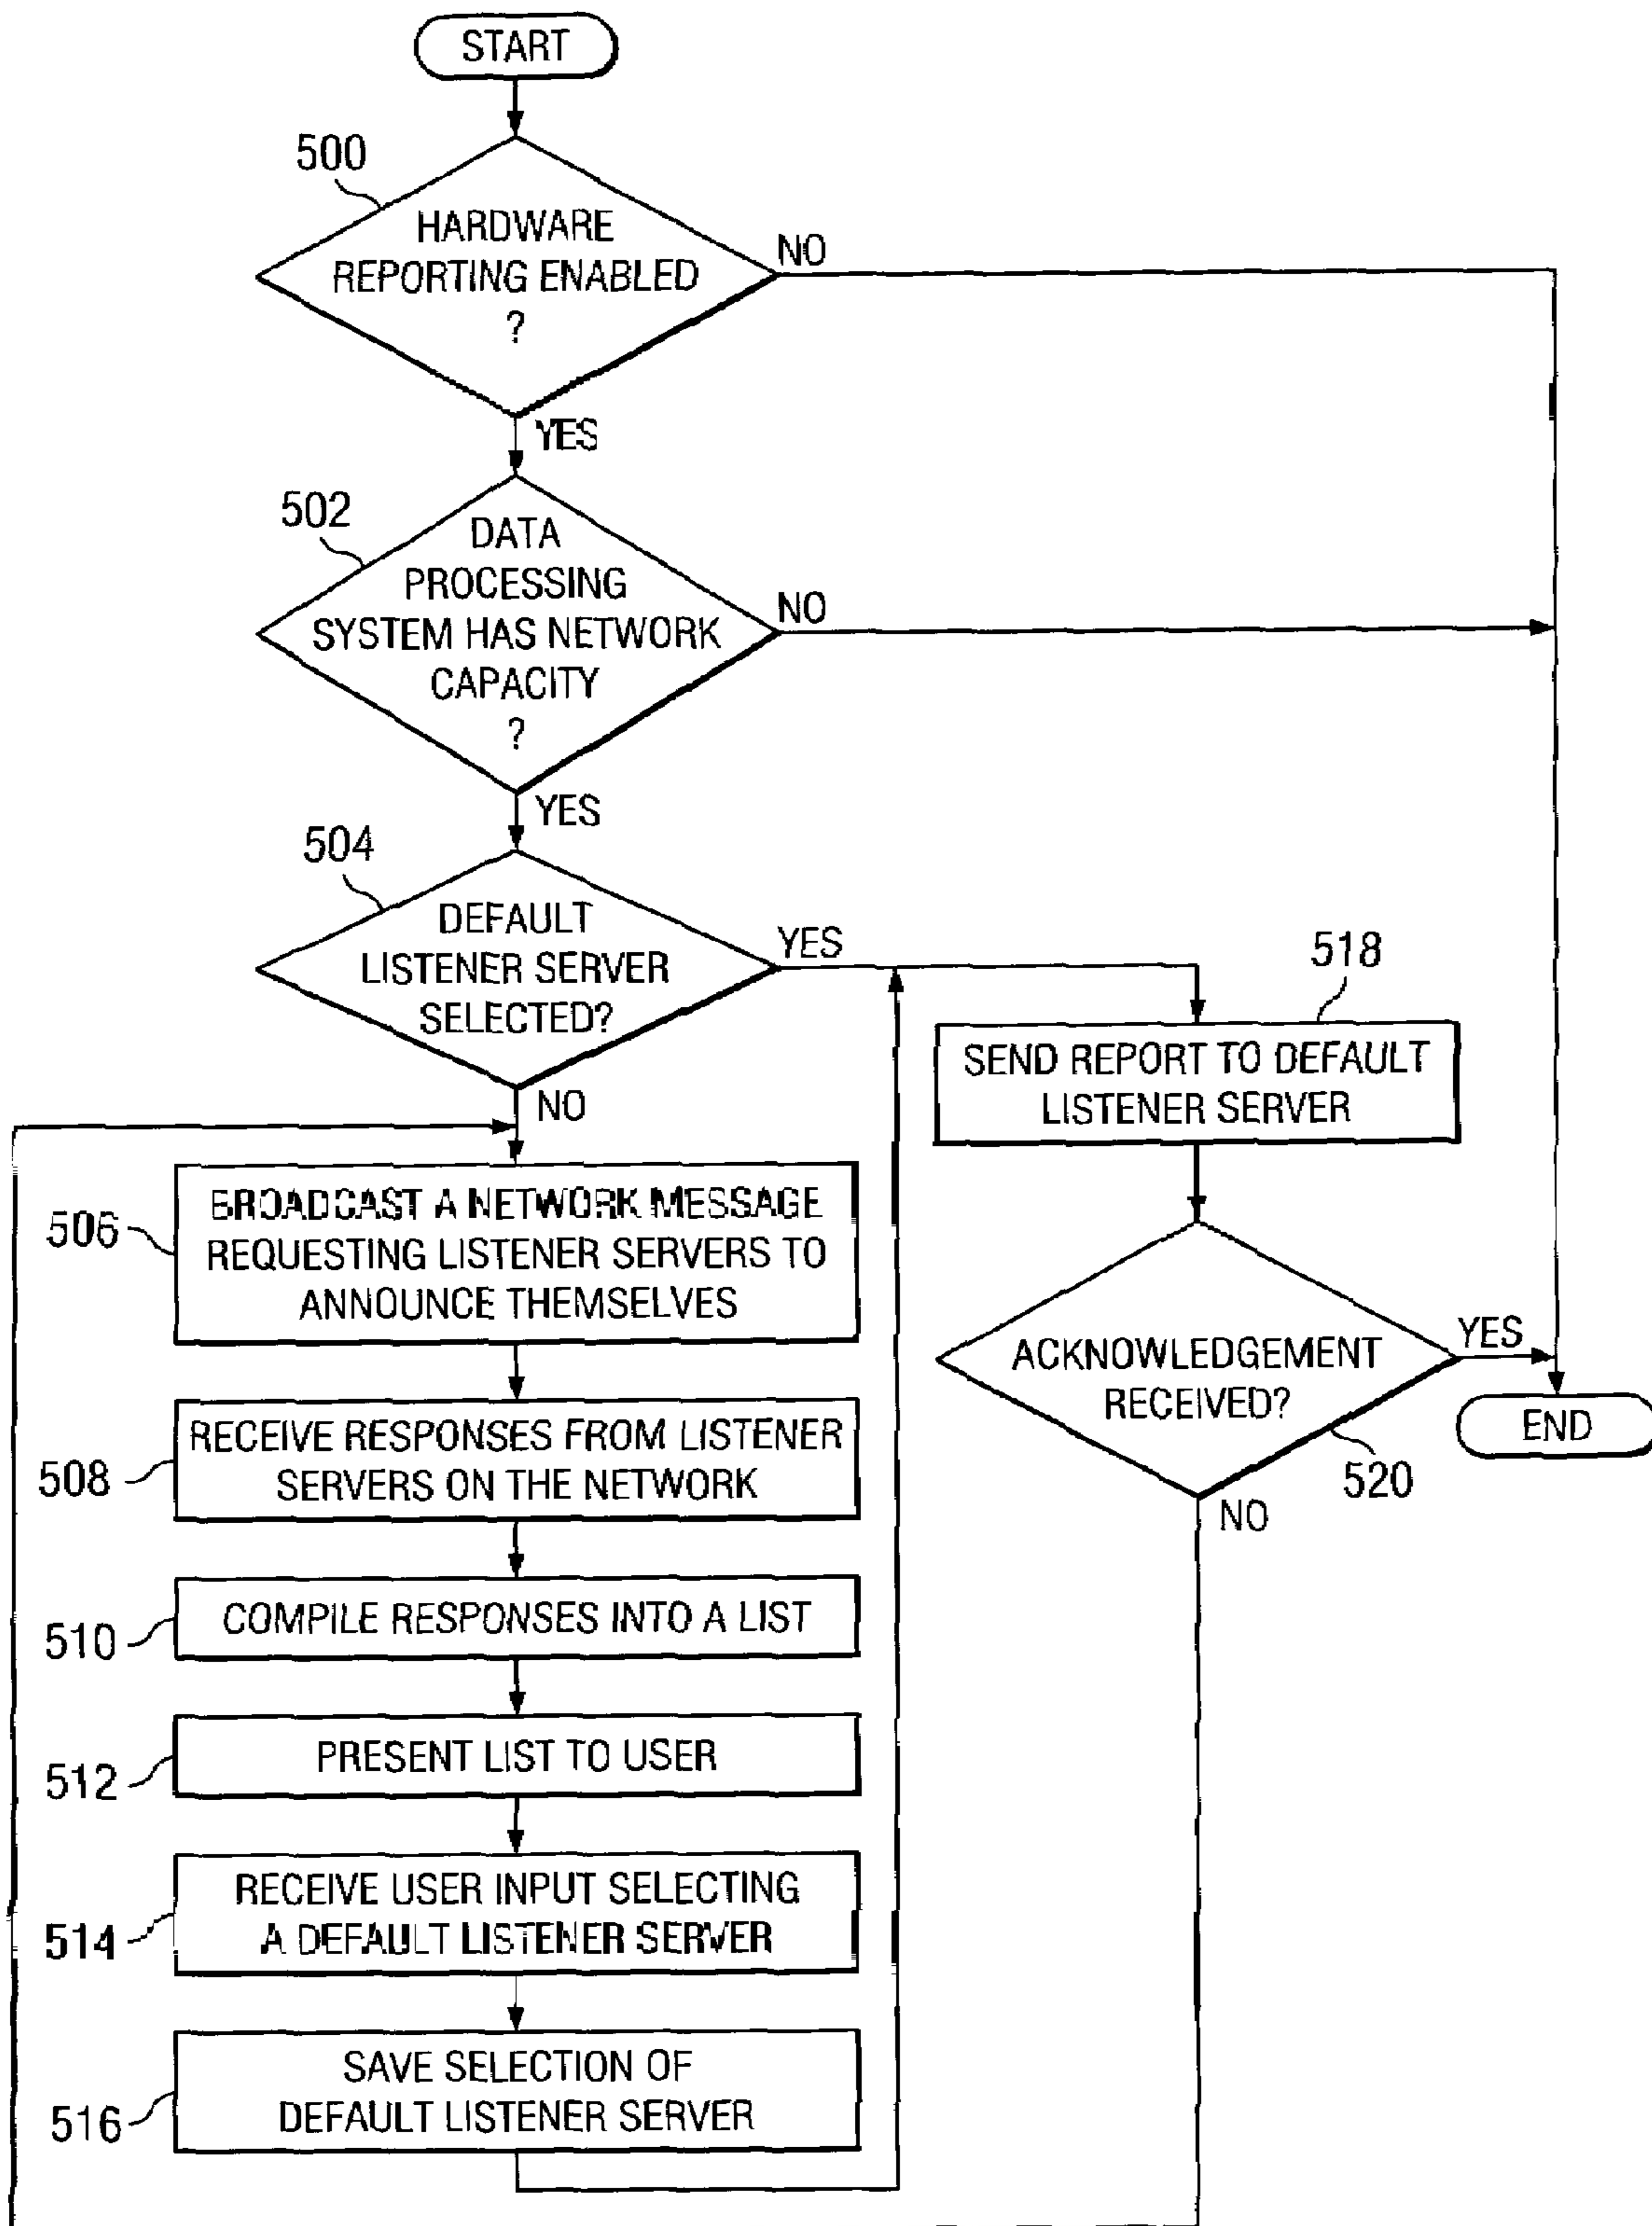 START
500
HARDWARE
REPORTING ENABLED
?
NO
YES
502
DATA
PROCESSING
SYSTEM HAS NETWORK
CAPACITY
?
NO
YES
504
DEFAULT
LISTENER SERVER
SELECTED?
YES
NO
518
SEND REPORT TO DEFAULT
LISTENER SERVER
506
BROADCAST A NETWORK MESSAGE
REQUESTING LISTENER SERVERS TO
ANNOUNCE THEMSELVES
ACKNOWLEDGEMENT
RECEIVED?
YES
END
520
NO
508
RECEIVE RESPONSES FROM LISTENER
SERVERS ON THE NETWORK
510
COMPILE RESPONSES INTO A LIST
512
PRESENT LIST TO USER
514
RECEIVE USER INPUT SELECTING
A DEFAULT LISTENER SERVER
516
SAVE SELECTION OF
DEFAULT LISTENER SERVER